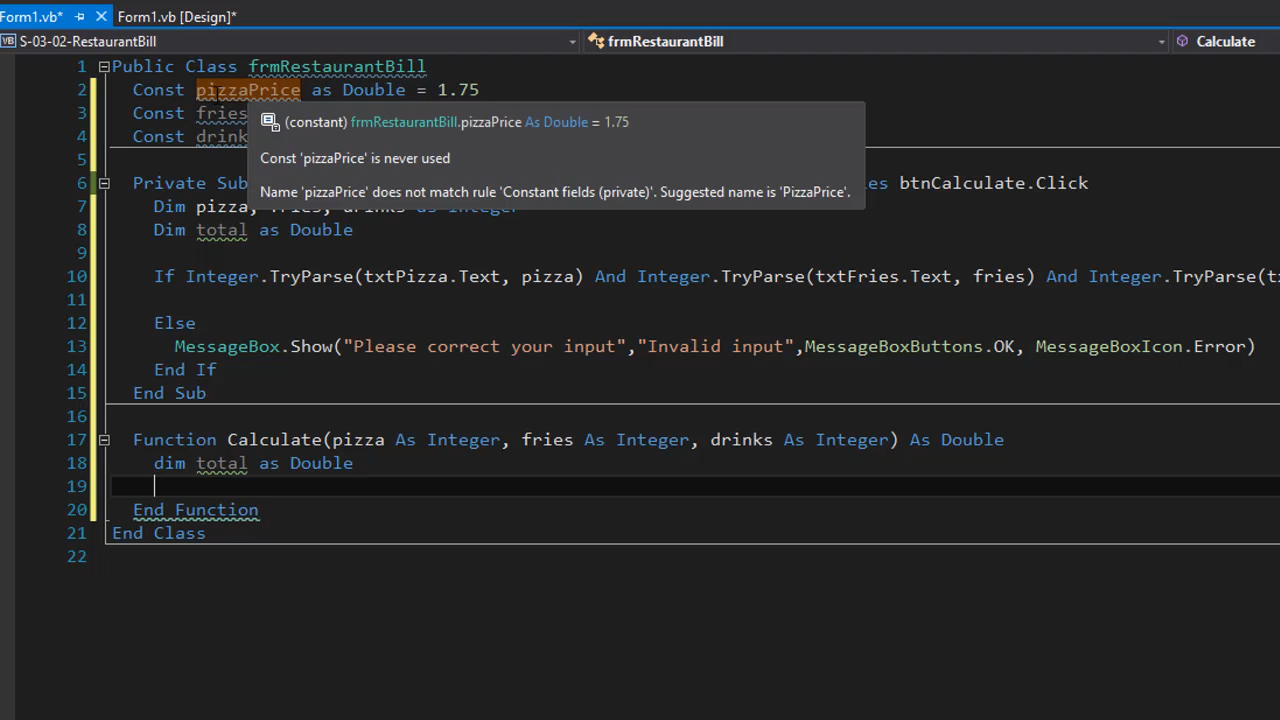 Form1.vb* Form1.vb [Design]*
VB S-03-02-RestaurantBill frmRestaurantBill Calculate
1 Public Class frmRestaurantBill
2 Const pizzaPrice as Double = 1.75
3 Const fries
(constant) frmRestaurantBill.pizzaPrice As Double = 1.75
4 Const drink
Const 'pizzaPrice' is never used
5
6 Private Sub es btnCalculate.Click
Name 'pizzaPrice' does not match rule 'Constant fields (private)'. Suggested name is 'PizzaPrice'.
7 Dim pizza, fries, drinks as Integer
8 Dim total as Double
9
10 If Integer.TryParse(txtPizza.Text, pizza) And Integer.TryParse(txtFries.Text, fries) And Integer.TryParse(t
11
12 Else
13 MessageBox.Show("Please correct your input","Invalid input",MessageBoxButtons.OK, MessageBoxIcon.Error)
14 End If
15 End Sub
16
17 Function Calculate(pizza As Integer, fries As Integer, drinks As Integer) As Double
18 dim total as Double
19
20 End Function
21 End Class
22